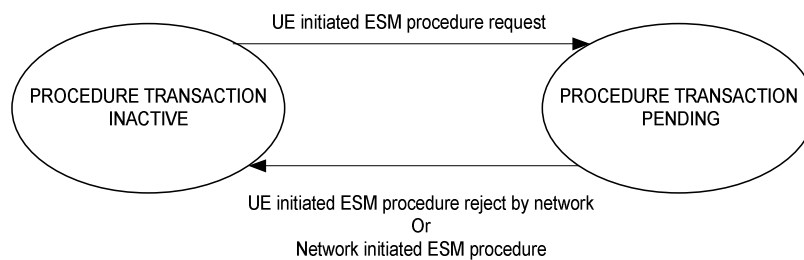 UE initiated ESM procedure request
PROCEDURE TRANSACTION
INACTIVE
PROCEDURE TRANSACTION
PENDING
UE initiated ESM procedure reject by network
Or
Network initiated ESM procedure